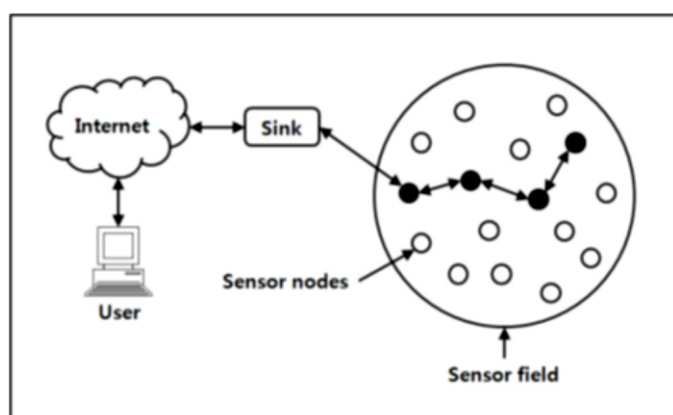 Internet
Sink
Sensor nodes
User
Sensor field